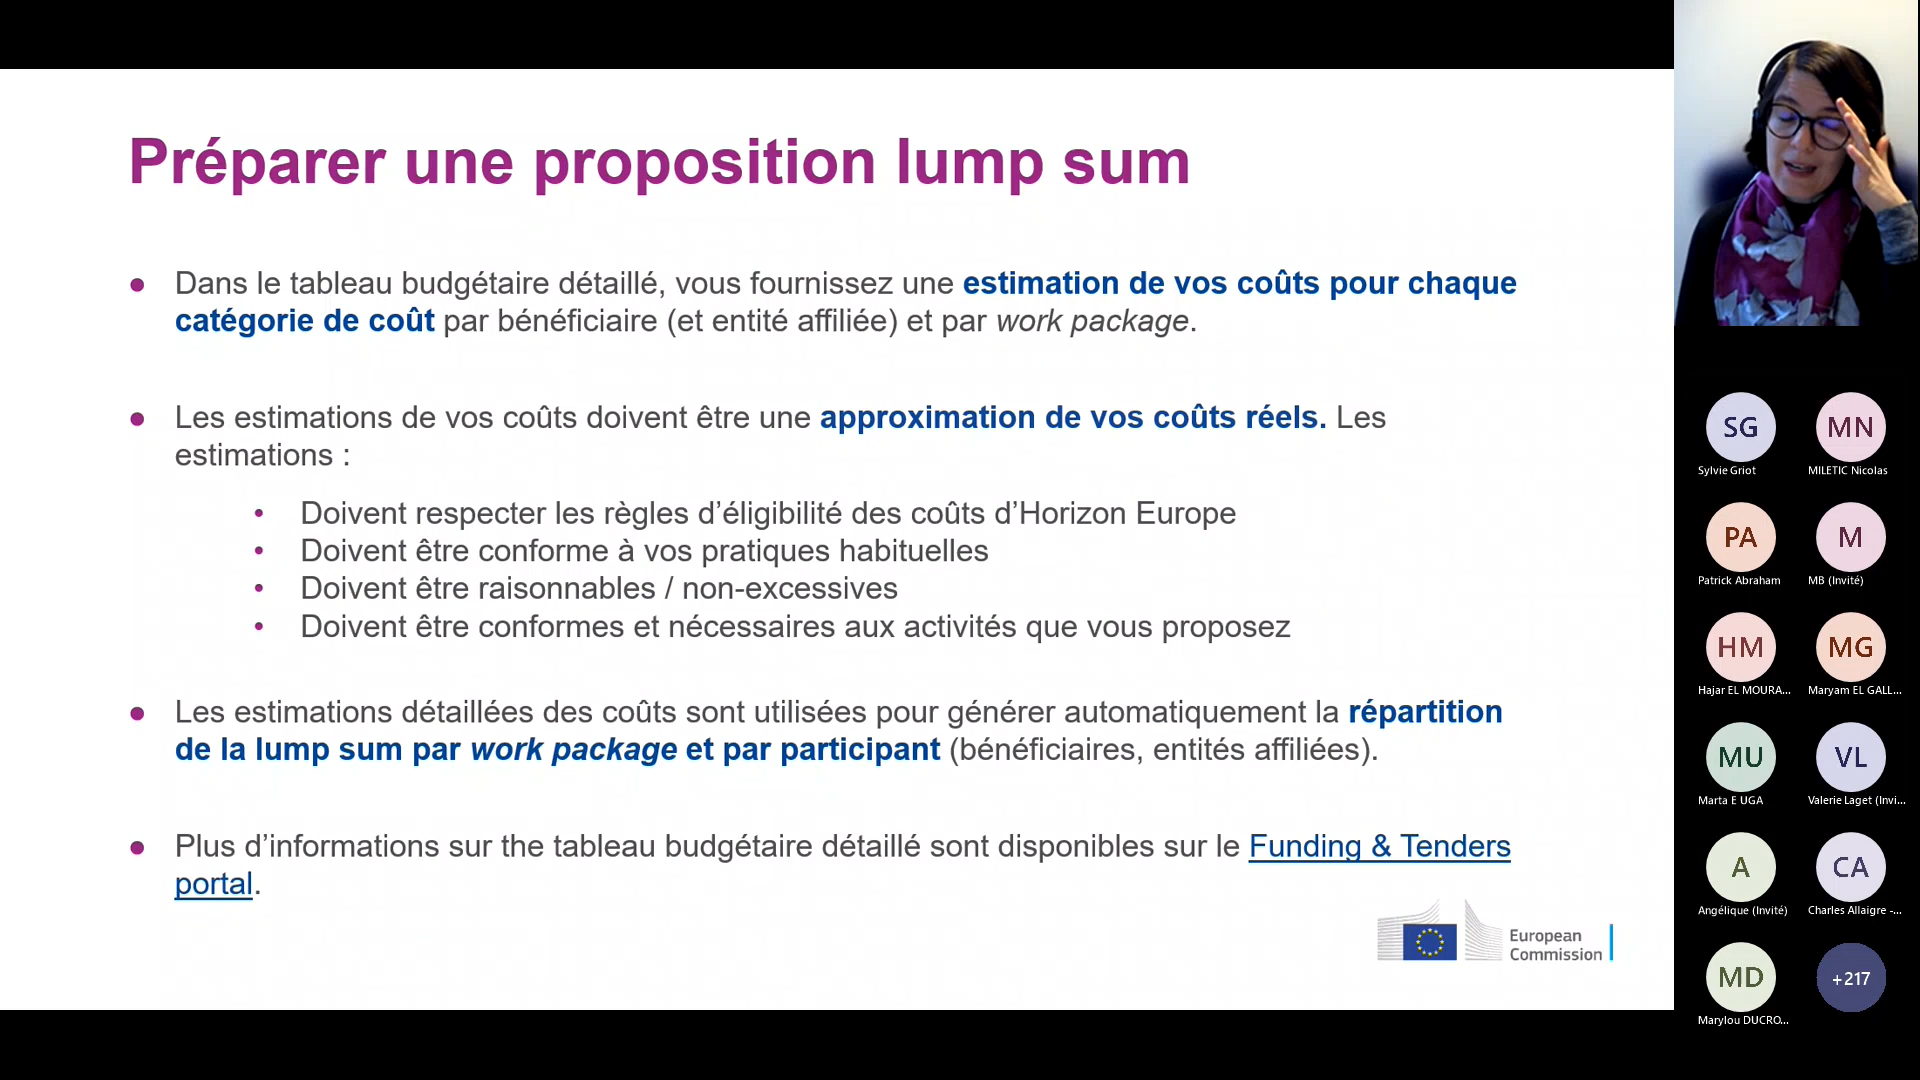 Préparer une proposition lump sum
Dans le tableau budgétaire détaillé, vous fournissez une estimation de vos coûts pour chaque
catégorie de coût par bénéficiaire (et entité affiliée) et par work package.
Les estimations de vos coûts doivent être une approximation de vos coûts réels. Les
estimations :
Doivent respecter les règles d’éligibilité des coûts d’Horizon Europe
Doivent être conforme à vos pratiques habituelles
Doivent être raisonnables / non-excessives
Doivent être conformes et nécessaires aux activités que vous proposez
Les estimations détaillées des coûts sont utilisées pour générer automatiquement la répartition
de la lump sum par work package et par participant (bénéficiaires, entités affiliées).
Plus d’informations sur the tableau budgétaire détaillé sont disponibles sur le Funding & Tenders
portal.
European
Commission
SG MN
Sylvie Griot MILETIC Nicolas
PA M
Patrick Abraham MB (Invité)
HM MG
Hajar EL MOURA... Maryam EL GALL...
MU VL
Marta E UGA Valerie Laget (Invi...
A CA
Angélique (Invité) Charles Allaigre -...
MD +217
Marylou DUCRO...